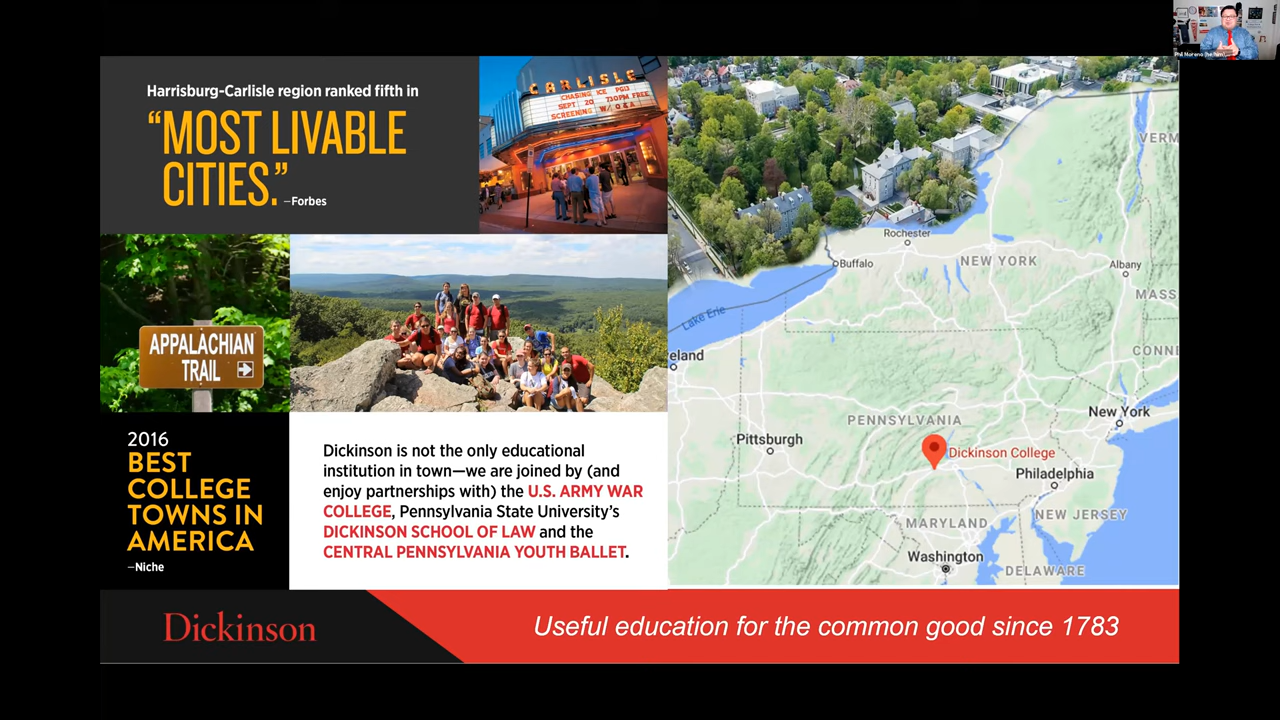 Harrisburg-Carlisle region ranked fifth in
“MOST LIVABLE
CITIES.” –Forbes
CARLISLE
CHASING ICE PG13
SEPT 20 730PM FREE
SCREENING W/ Q&A
APPALACHIAN
TRAIL
2016
BEST
COLLEGE
TOWNS IN
AMERICA
–Niche
Dickinson is not the only educational
institution in town—we are joined by (and
enjoy partnerships with) the U.S. ARMY WAR
COLLEGE, Pennsylvania State University’s
DICKINSON SCHOOL OF LAW and the
CENTRAL PENNSYLVANIA YOUTH BALLET.
VERM
Rochester
Buffalo
NEW YORK
Albany
MASS
Lake Erie
eland
CONNE
New York
PENNSYLVANIA
Pittsburgh
Dickinson College
Philadelphia
MARYLAND
NEW JERSEY
Washington
DELAWARE
Dickinson
Useful education for the common good since 1783